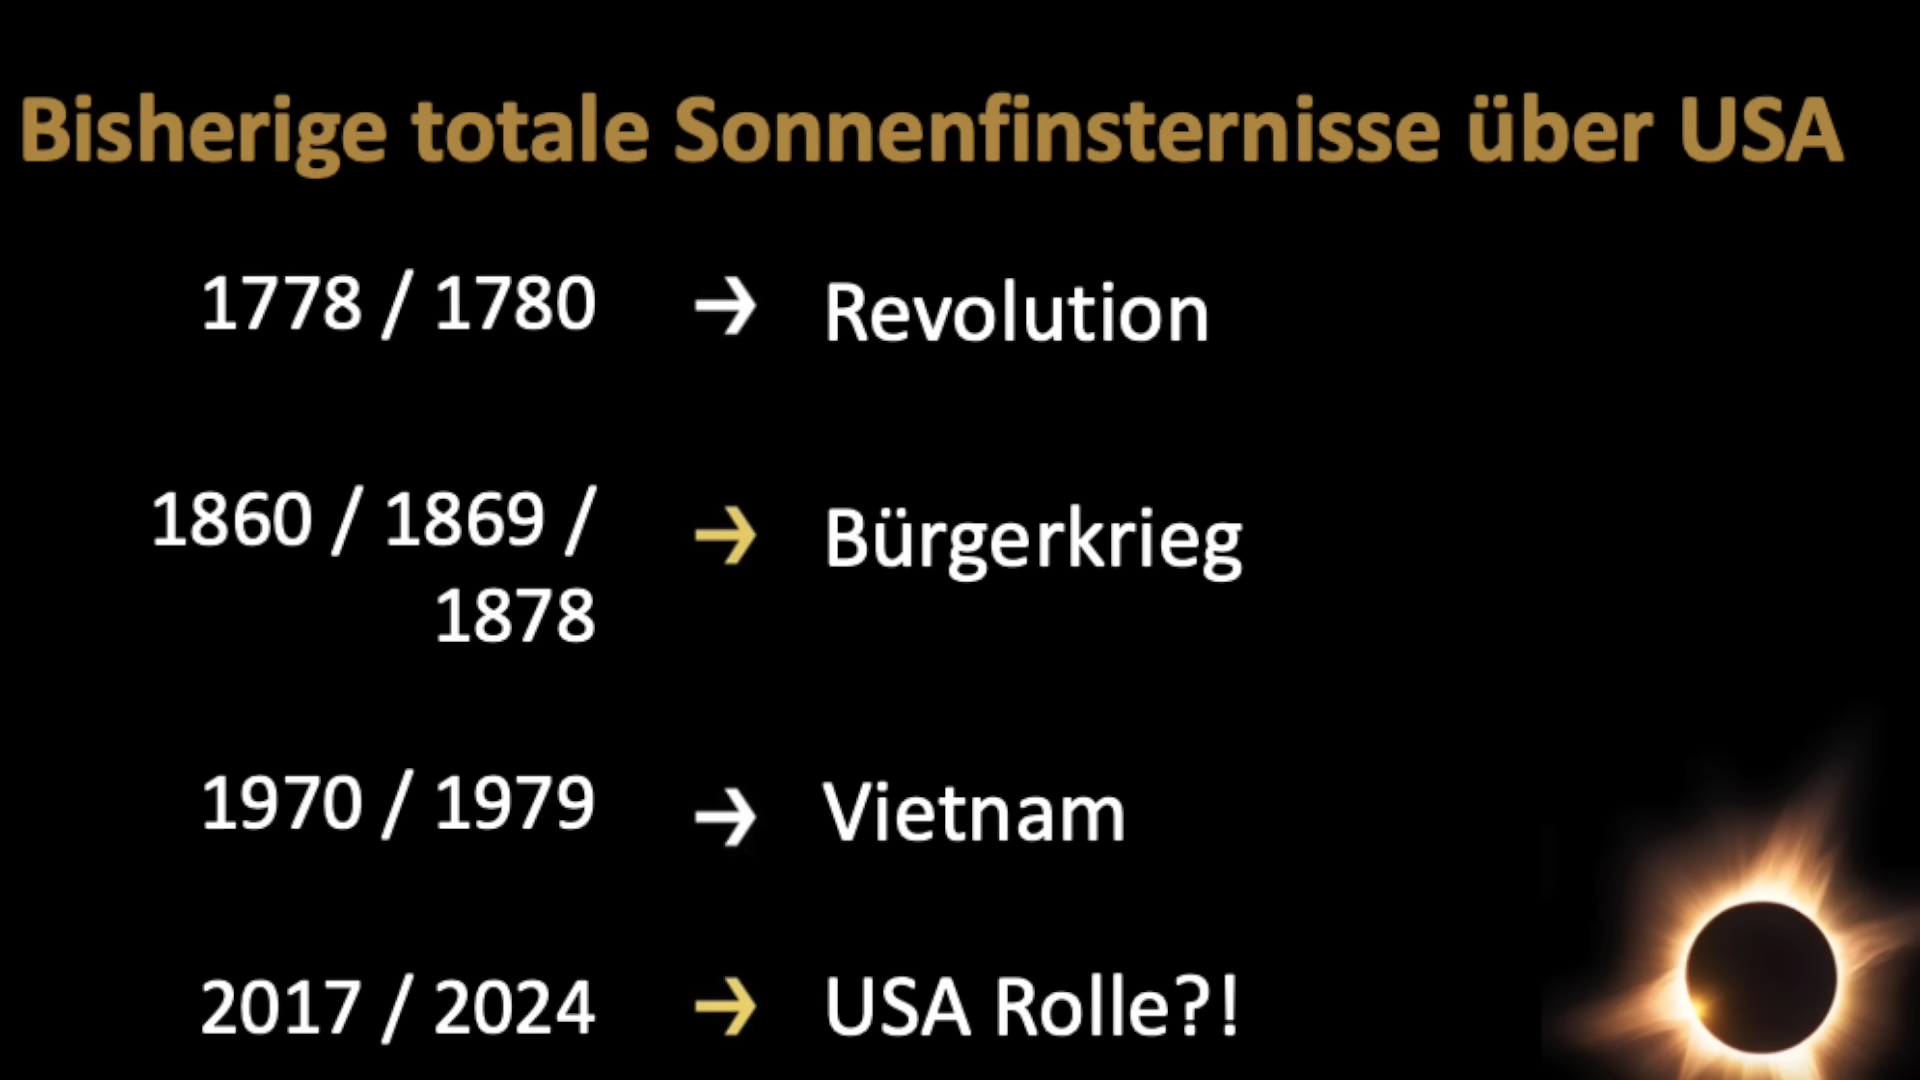 Bisherige totale Sonnenfinsternisse über USA
1778 / 1780 → Revolution
1860 / 1869 / → Bürgerkrieg
1878
1970 / 1979 → Vietnam
2017 / 2024 → USA Rolle?!